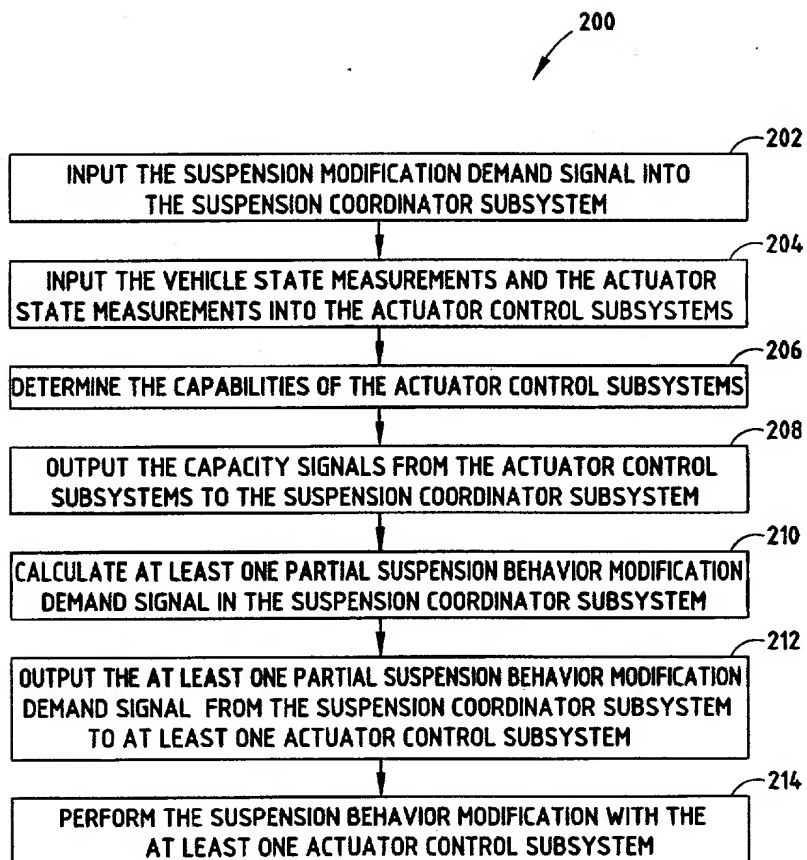 200
202
INPUT THE SUSPENSION MODIFICATION DEMAND SIGNAL INTO
THE SUSPENSION COORDINATOR SUBSYSTEM
204
INPUT THE VEHICLE STATE MEASUREMENTS AND THE ACTUATOR
STATE MEASUREMENTS INTO THE ACTUATOR CONTROL SUBSYSTEMS
206
DETERMINE THE CAPABILITIES OF THE ACTUATOR CONTROL SUBSYSTEMS
208
OUTPUT THE CAPACITY SIGNALS FROM THE ACTUATOR CONTROL
SUBSYSTEMS TO THE SUSPENSION COORDINATOR SUBSYSTEM
210
CALCULATE AT LEAST ONE PARTIAL SUSPENSION BEHAVIOR MODIFICATION
DEMAND SIGNAL IN THE SUSPENSION COORDINATOR SUBSYSTEM
212
OUTPUT THE AT LEAST ONE PARTIAL SUSPENSION BEHAVIOR MODIFICATION
DEMAND SIGNAL FROM THE SUSPENSION COORDINATOR SUBSYSTEM
TO AT LEAST ONE ACTUATOR CONTROL SUBSYSTEM
214
PERFORM THE SUSPENSION BEHAVIOR MODIFICATION WITH THE
AT LEAST ONE ACTUATOR CONTROL SUBSYSTEM